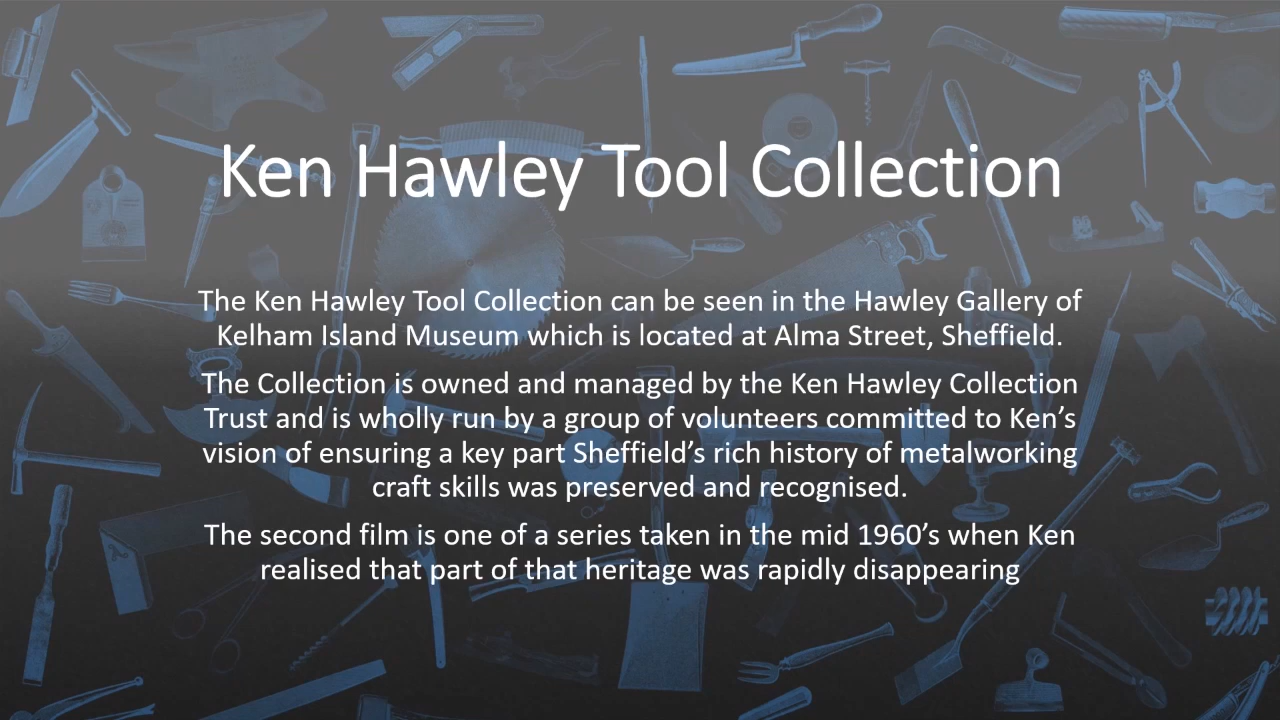 Ken Hawley Tool Collection
The Ken Hawley Tool Collection can be seen in the Hawley Gallery of
Kelham Island Museum which is located at Alma Street, Sheffield.
The Collection is owned and managed by the Ken Hawley Collection
Trust and is wholly run by a group of volunteers committed to Ken’s
vision of ensuring a key part Sheffield’s rich history of metalworking
craft skills was preserved and recognised.
The second film is one of a series taken in the mid 1960’s when Ken
realised that part of that heritage was rapidly disappearing